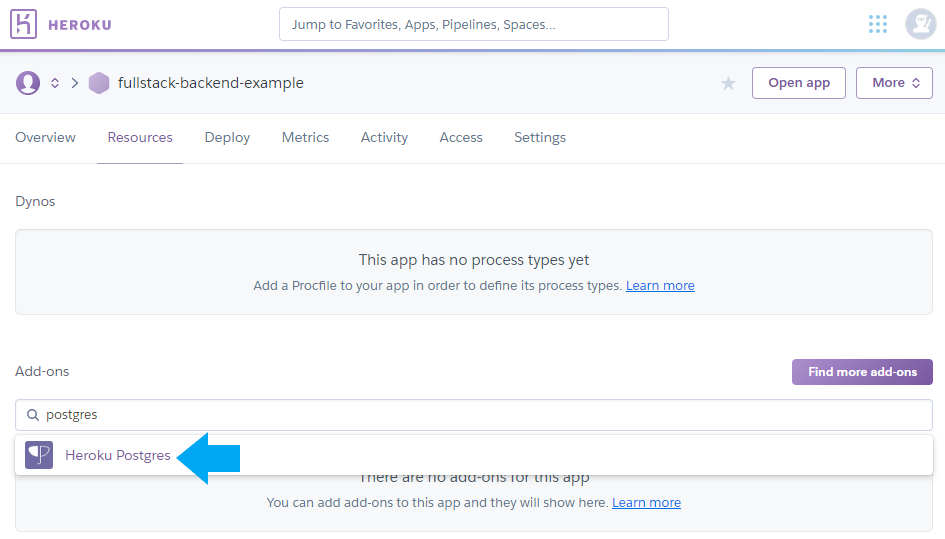 HEROKU
Jump to Favorites, Apps, Pipelines, Spaces...
fullstack-backend-example
Open app
More
Overview Resources Deploy Metrics Activity Access Settings
Dynos
This app has no process types yet
Add a Procfile to your app in order to define its process types. Learn more
Add-ons
Find more add-ons
postgres
Heroku Postgres
There are no add-ons for this app
You can add add-ons to this app and they will show here. Learn more